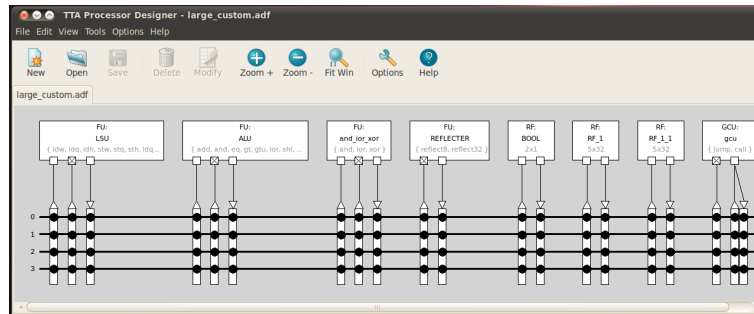 TTA Processor Designer - large_custom.adf
File Edit View Tools Options Help
New Open Save Delete Modify Zoom + Zoom - Fit Win Options Help
large_custom.adf
FU: FU: FU: FU: RF: RF: RF: GCU:
LSU ALU and_ior_xor REFLECTER BOOL RF_1 RF_1_1 gcu
{ ldw, ldq, ldh, stw, stq, sth, ldq... { add, and, eq, gt, gtu, ior, shl, ... { and, ior, xor } { reflect8, reflect32 } 2x1 5x32 5x32 { jump, call }
0
1
2
3